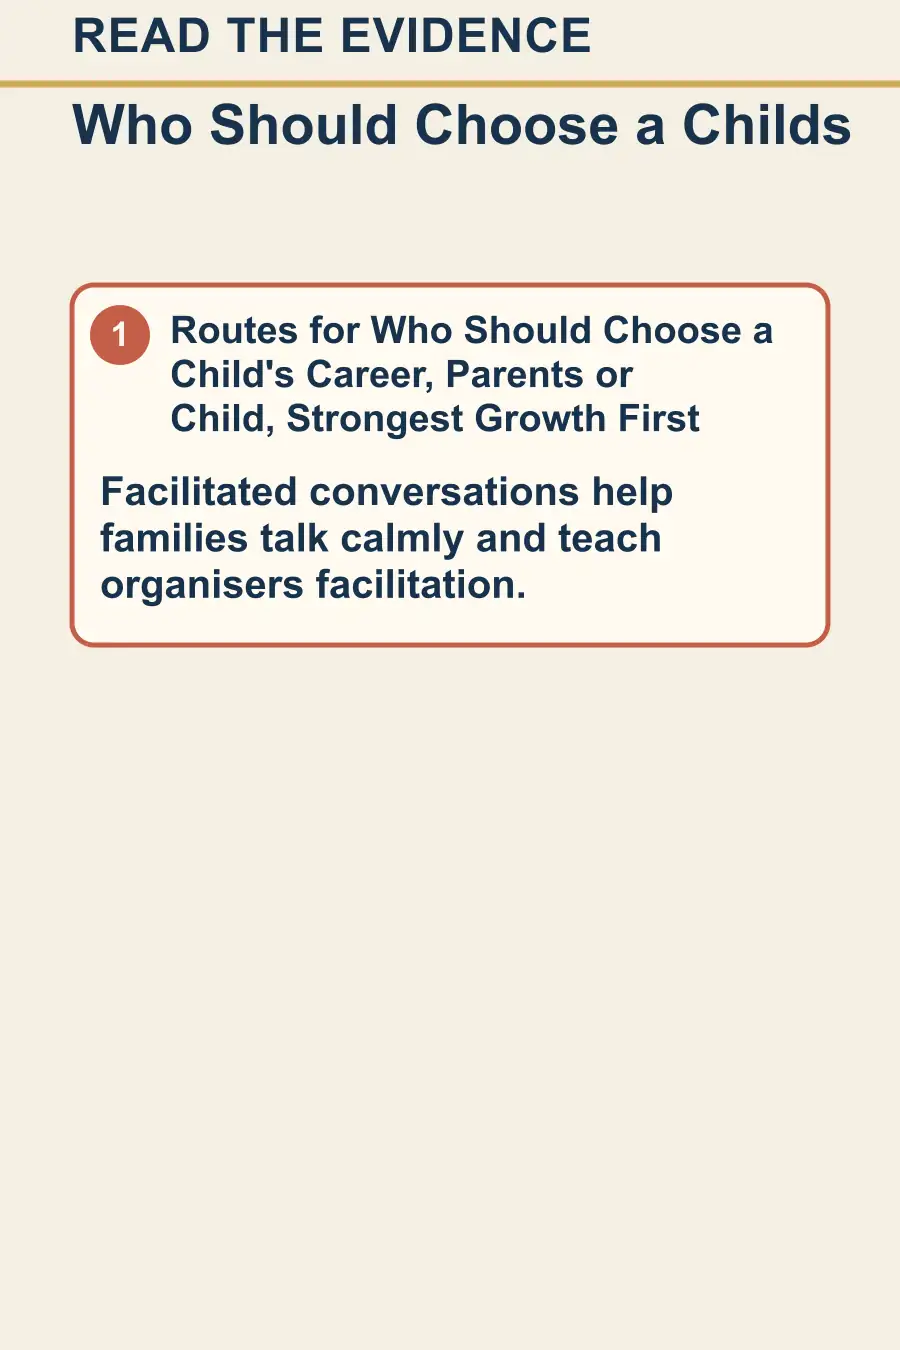 READ THE EVIDENCE
Who Should Choose a Childs
1
Routes for Who Should Choose a
Child's Career, Parents or
Child, Strongest Growth First
Facilitated conversations help
families talk calmly and teach
organisers facilitation.